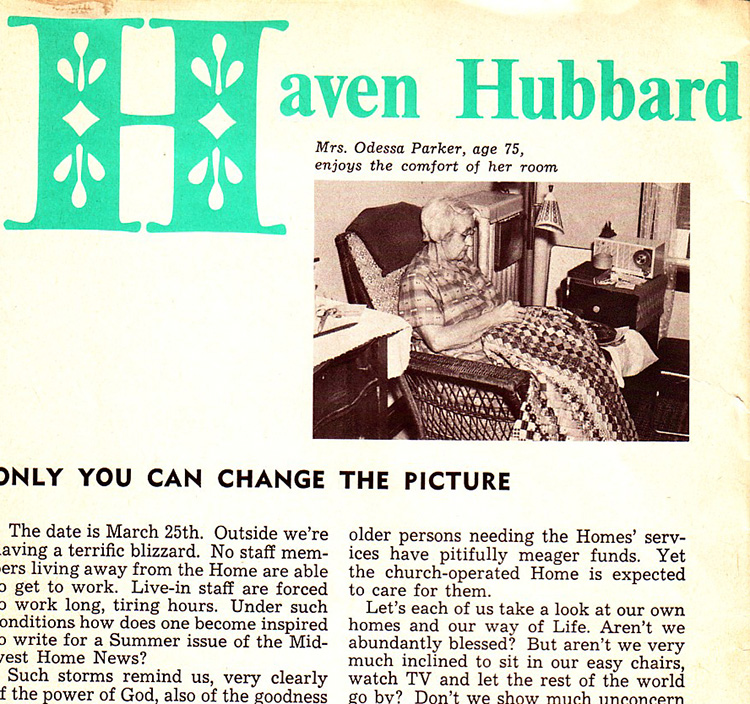 Haven Hubbard
Mrs. Odessa Parker, age 75,
enjoys the comfort of her room
ONLY YOU CAN CHANGE THE PICTURE
The date is March 25th. Outside we're
aving a terrific blizzard. No staff mem-
ers living away from the Home are able
o get to work. Live-in staff are forced
o work long, tiring hours. Under such
onditions how does one become inspired
o write for a Summer issue of the Mid-
west Home News?
Such storms remind us, very clearly
f the power of God, also of the goodness
older persons needing the Homes' serv-
ices have pitifully meager funds. Yet
the church-operated Home is expected
to care for them.
Let's each of us take a look at our own
homes and our way of Life. Aren't we
abundantly blessed? But aren't we very
much inclined to sit in our easy chairs,
watch TV and let the rest of the world
go by? Don't we show much unconcern